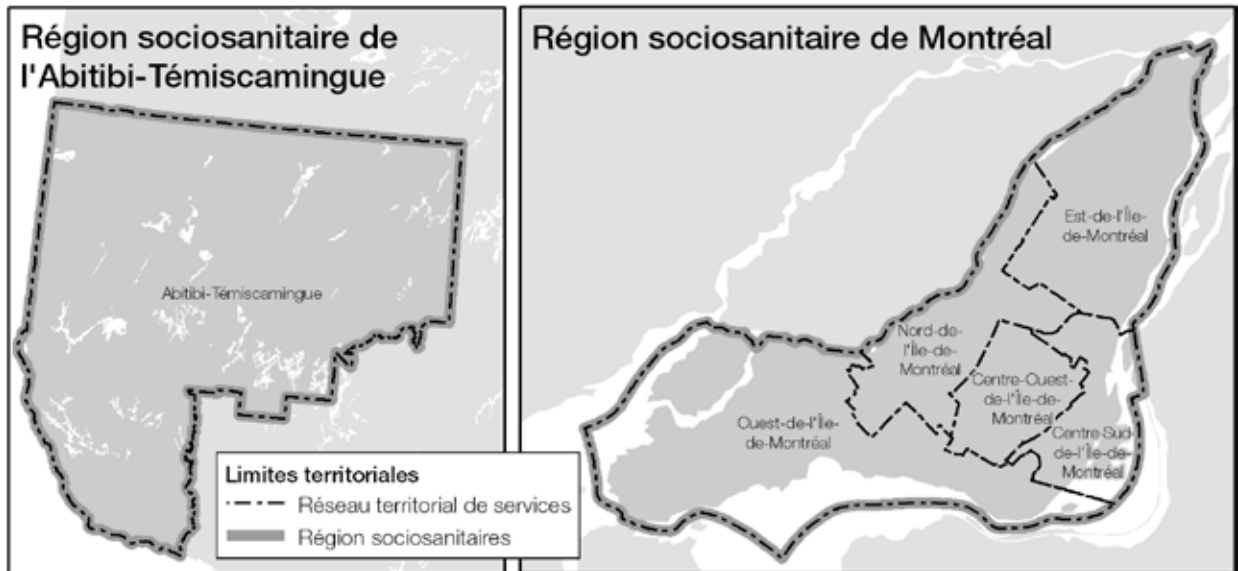 Région sociosanitaire de
l'Abitibi-Témiscamingue
Abitibi-Témiscamingue
Limites territoriales
Réseau territorial de services
Région sociosanitaires
Région sociosanitaire de Montréal
Est-de-l'Île-
de-Montréal
Nord-de-
l'Île-de-
Montréal
Centre-Ouest-
de-l'Île-de-
Montréal
Ouest-de-l'Île-
de-Montréal
Centre-Sud-
de-l'Île-de-
Montréal